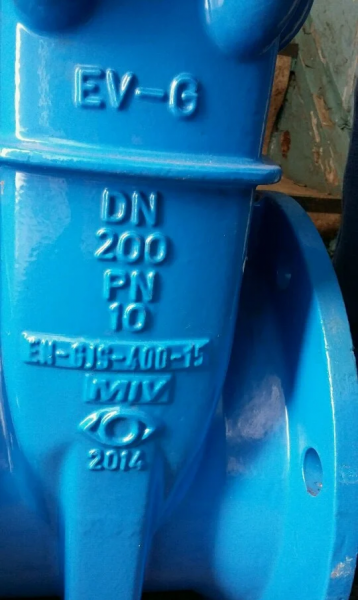 EV-G
DN
200
PN
10
EN-GJS-400-15
MIV
2014